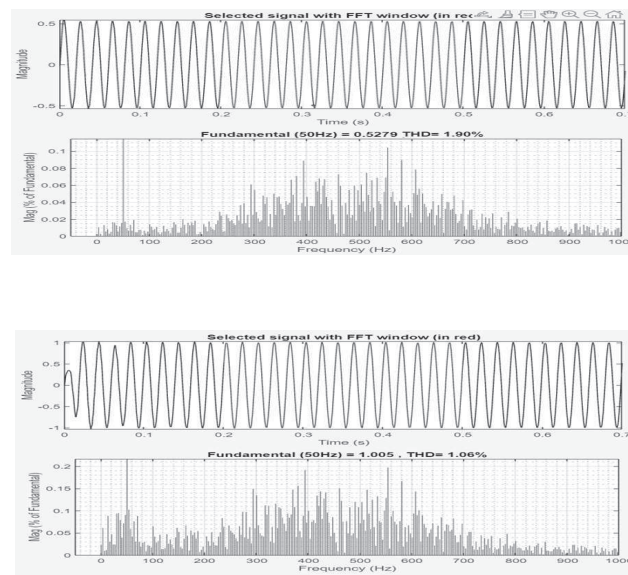 Selected signal with FFT window (in rec
0.5
0
-0.5
Magnitude
0 0.1 0.2 0.3 0.4 0.5 0.6 0.
Time (s)
Fundamental (50Hz) = 0.5279 THD= 1.90%
0.1
0.08
0.06
0.04
0.02
0
Mag (% of Fundamental)
0 100 200 300 400 500 600 700 800 900 100
Frequency (Hz)
Selected signal with FFT window (in red)
1
0.5
0
-0.5
-1
Magnitude
0 0.1 0.2 0.3 0.4 0.5 0.6 0.7
Time (s)
Fundamental (50Hz) = 1.005 , THD= 1.06%
0.2
0.15
0.1
0.05
0
Mag (% of Fundamental)
0 100 200 300 400 500 600 700 800 900 1000
Frequency (Hz)